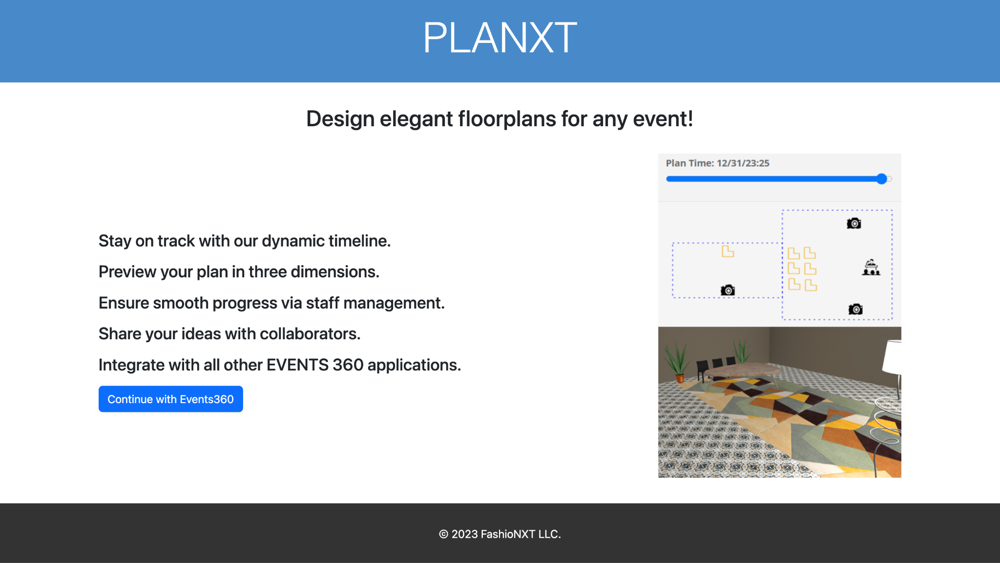 PLANXT
Design elegant floorplans for any event!
Stay on track with our dynamic timeline.
Preview your plan in three dimensions.
Ensure smooth progress via staff management.
Share your ideas with collaborators.
Integrate with all other EVENTS 360 applications.
Continue with Events360
Plan Time: 12/31/23:25
© 2023 FashioNXT LLC.